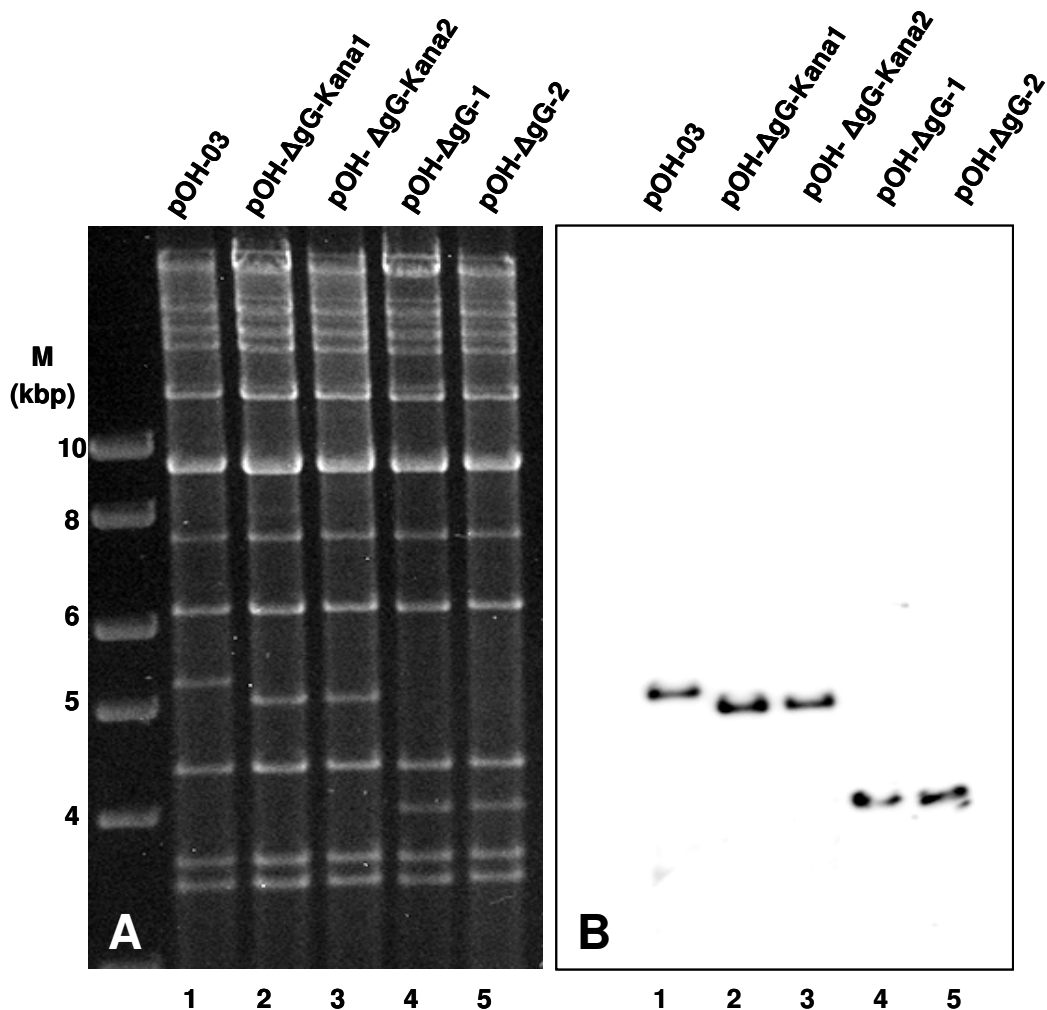 pOH-03
pOH-ΔgG-Kana1
pOH- ΔgG-Kana2
pOH-ΔgG-1
pOH-ΔgG-2
pOH-03
pOH-ΔgG-Kana1
pOH- ΔgG-Kana2
pOH-ΔgG-1
pOH-ΔgG-2
M
(kbp)
10
8
6
5
4
A
B
1 2 3 4 5
1 2 3 4 5